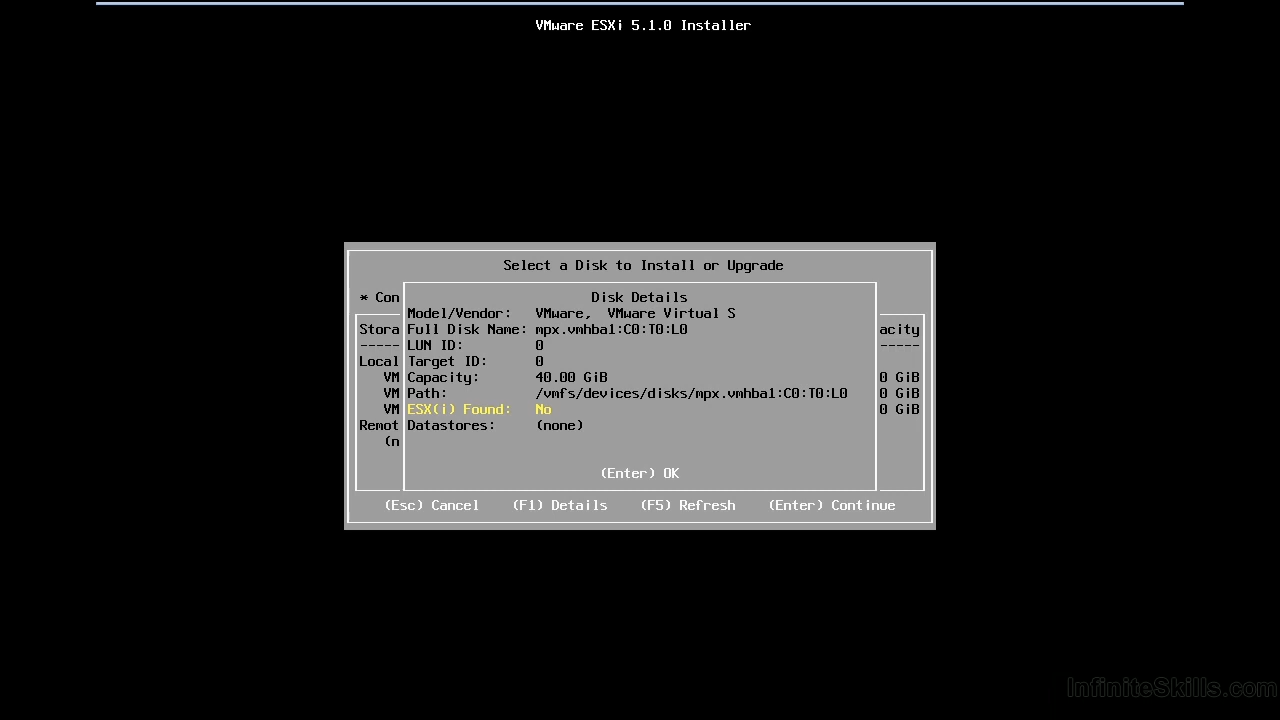 VMware ESXi 5.1.0 Installer
Select a Disk to Install or Upgrade
* Con
Disk Details
Model/Vendor: VMware, VMware Virtual S
Stora Full Disk Name: mpx.vmhba1:C0:T0:L0 acity
----- LUN ID: 0 -----
Local Target ID: 0
VM Capacity: 40.00 GiB 0 GiB
VM Path: /vmfs/devices/disks/mpx.vmhba1:C0:T0:L0 0 GiB
VM ESX(i) Found: No 0 GiB
Remot Datastores: (none)
(n
(Enter) OK
(Esc) Cancel (F1) Details (F5) Refresh (Enter) Continue
InfiniteSkills.com